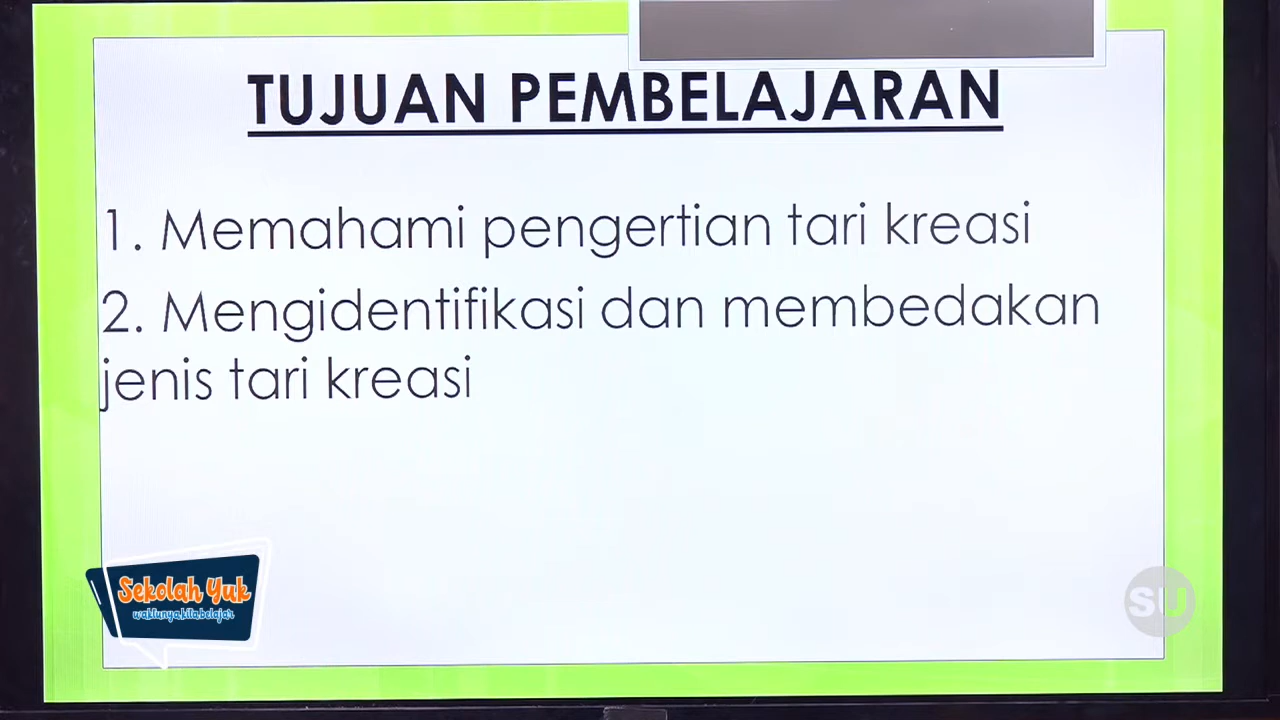 TUJUAN PEMBELAJARAN
1. Memahami pengertian tari kreasi
2. Mengidentifikasi dan membedakan
jenis tari kreasi
Sekolah Yuk
waktunya kita belajar
SU